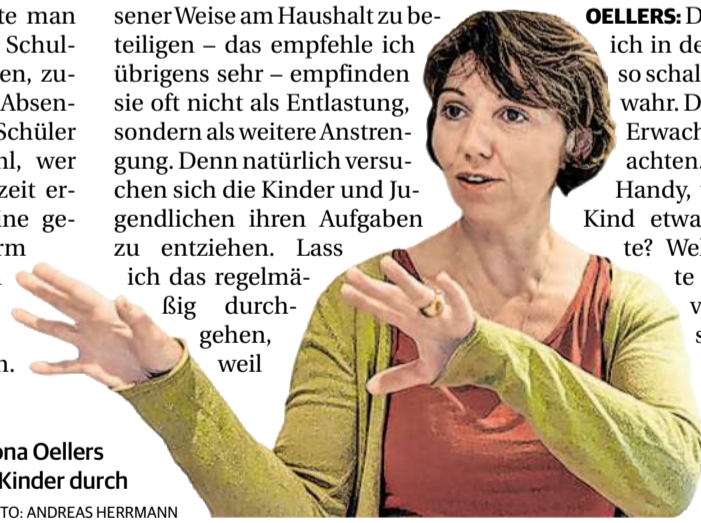 te man
Schul-
en, zu-
Absen-
Schüler
hl, wer
zeit er-
ine ge-
rm
n.
ona Oellers
Kinder durch
TO: ANDREAS HERRMANN
sener Weise am Haushalt zu be-
teiligen – das empfehle ich
übrigens sehr – empfinden
sie oft nicht als Entlastung,
sondern als weitere Anstren-
gung. Denn natürlich versu-
chen sich die Kinder und Ju-
gendlichen ihren Aufgaben
zu entziehen. Lass
ich das regelmä-
ßig durch-
gehen,
weil
OELLERS: D
ich in de
so schal
wahr. D
Erwach
achten,
Handy,
Kind etwa
te? We
te
v
s